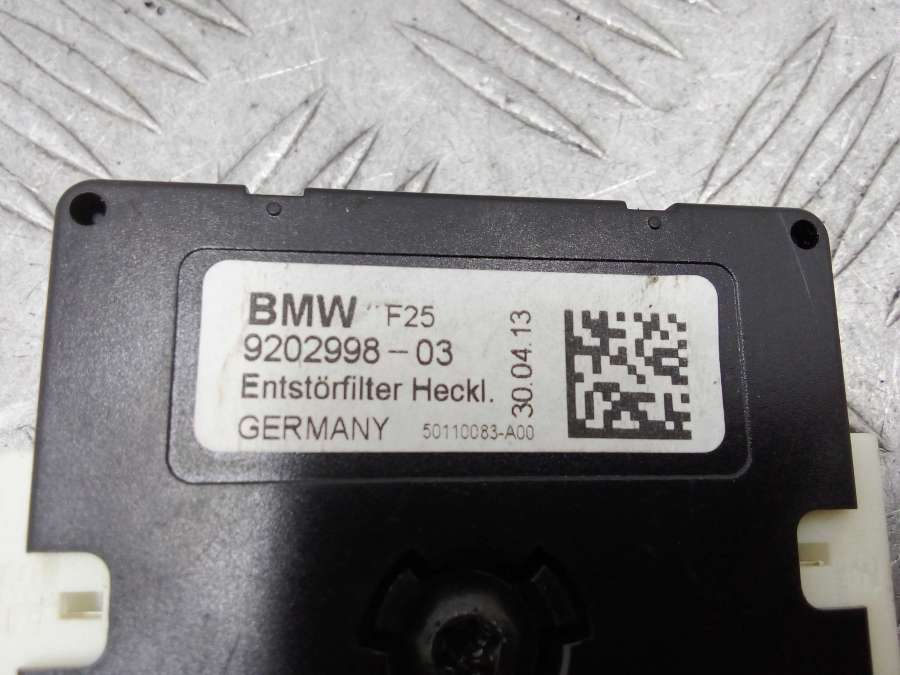 BMW F25
9202998-03
Entstörfilter Heckl.
GERMANY 50110083-A00
30.04.13